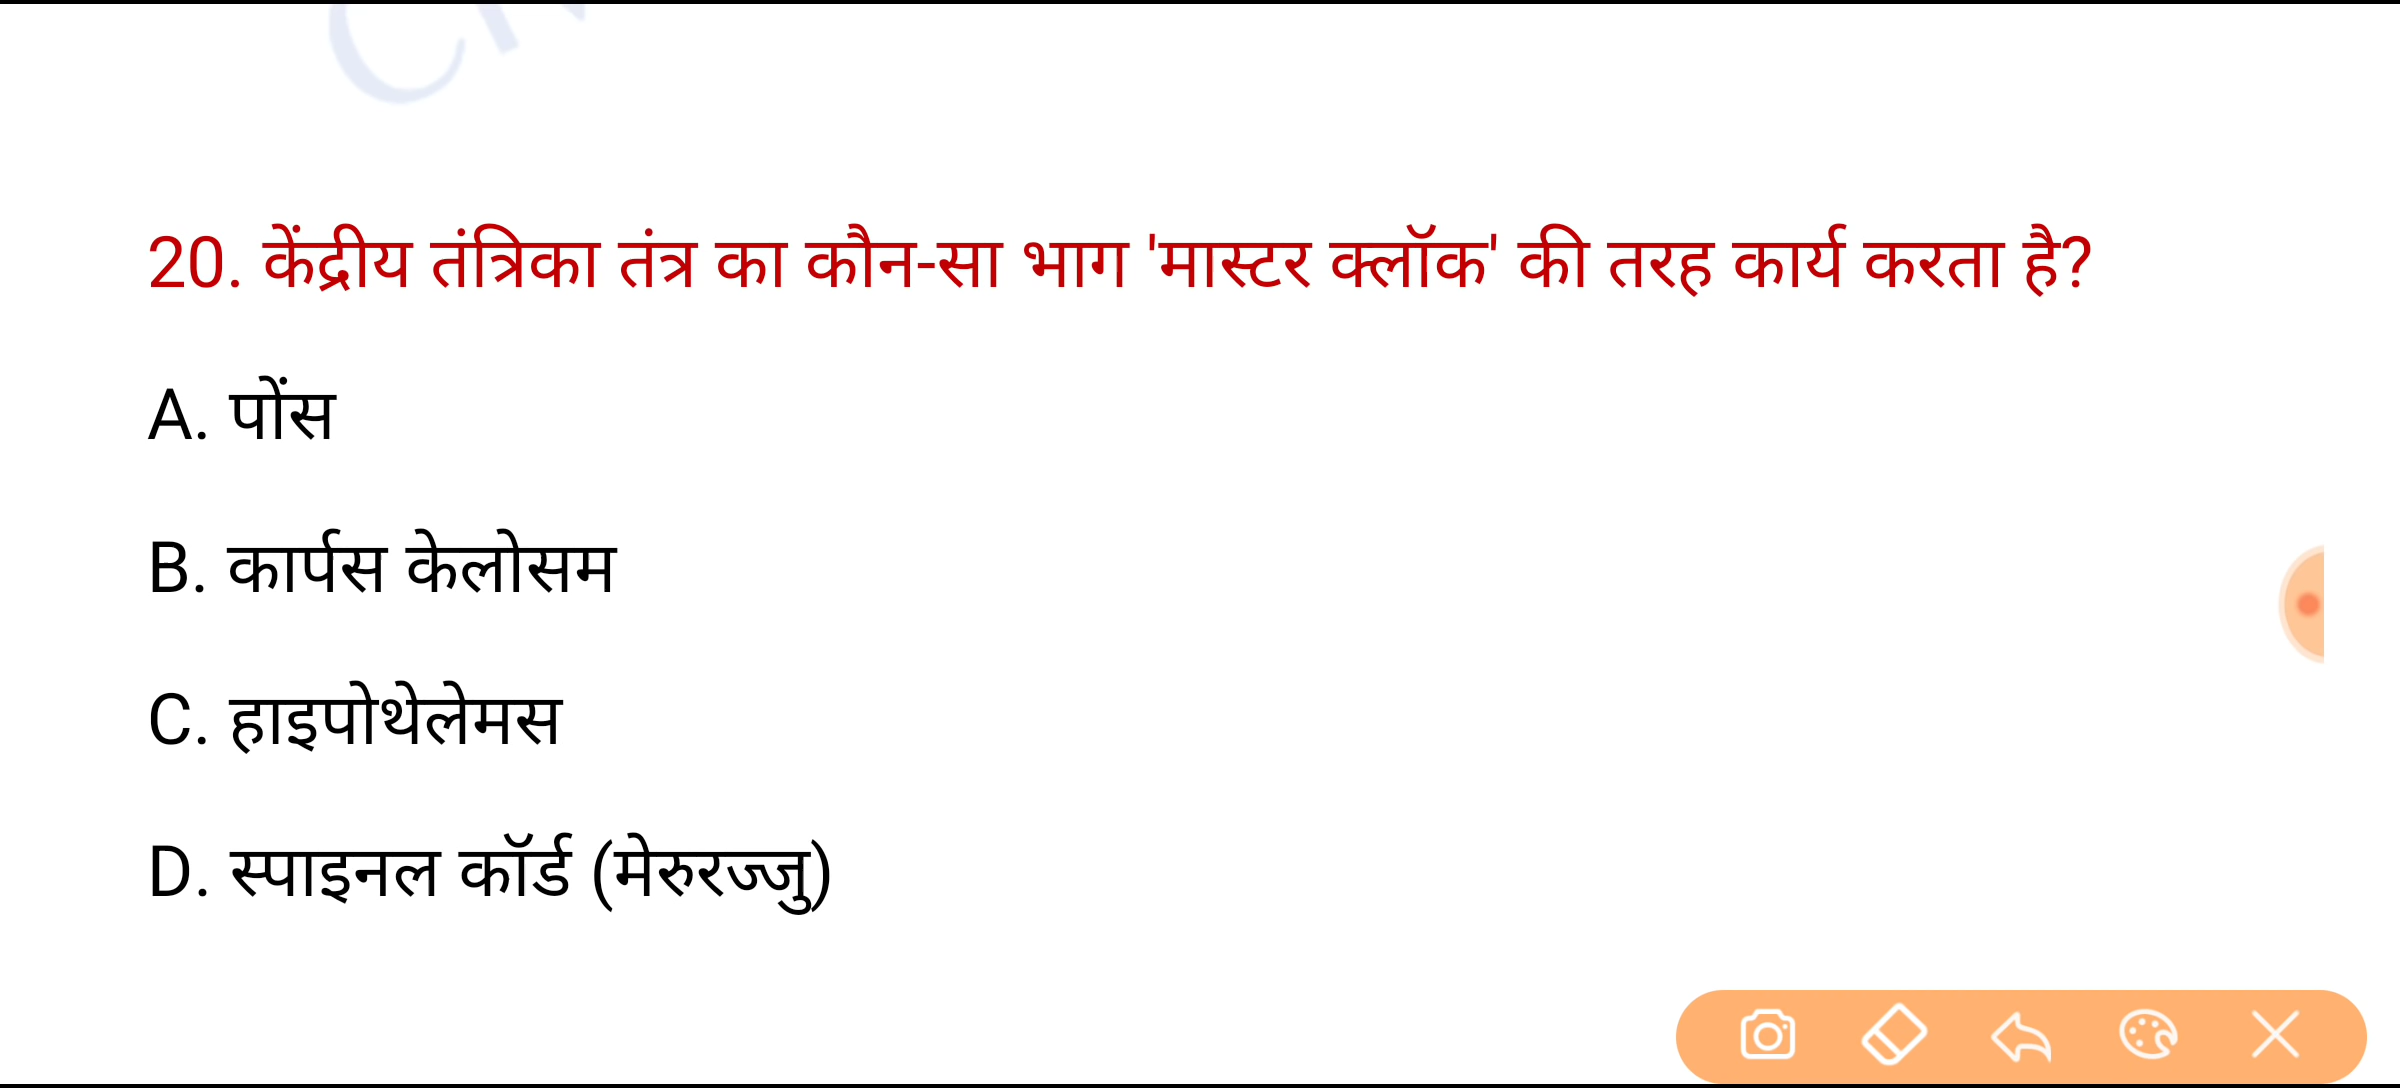 20. केंद्रीय तंत्रिका तंत्र का कौन-सा भाग 'मास्टर क्लॉक' की तरह कार्य करता है?
A. पोंस
B. कार्पस केलोसम
C. हाइपोथेलेमस
D. स्पाइनल कॉर्ड (मेरुरज्जु)